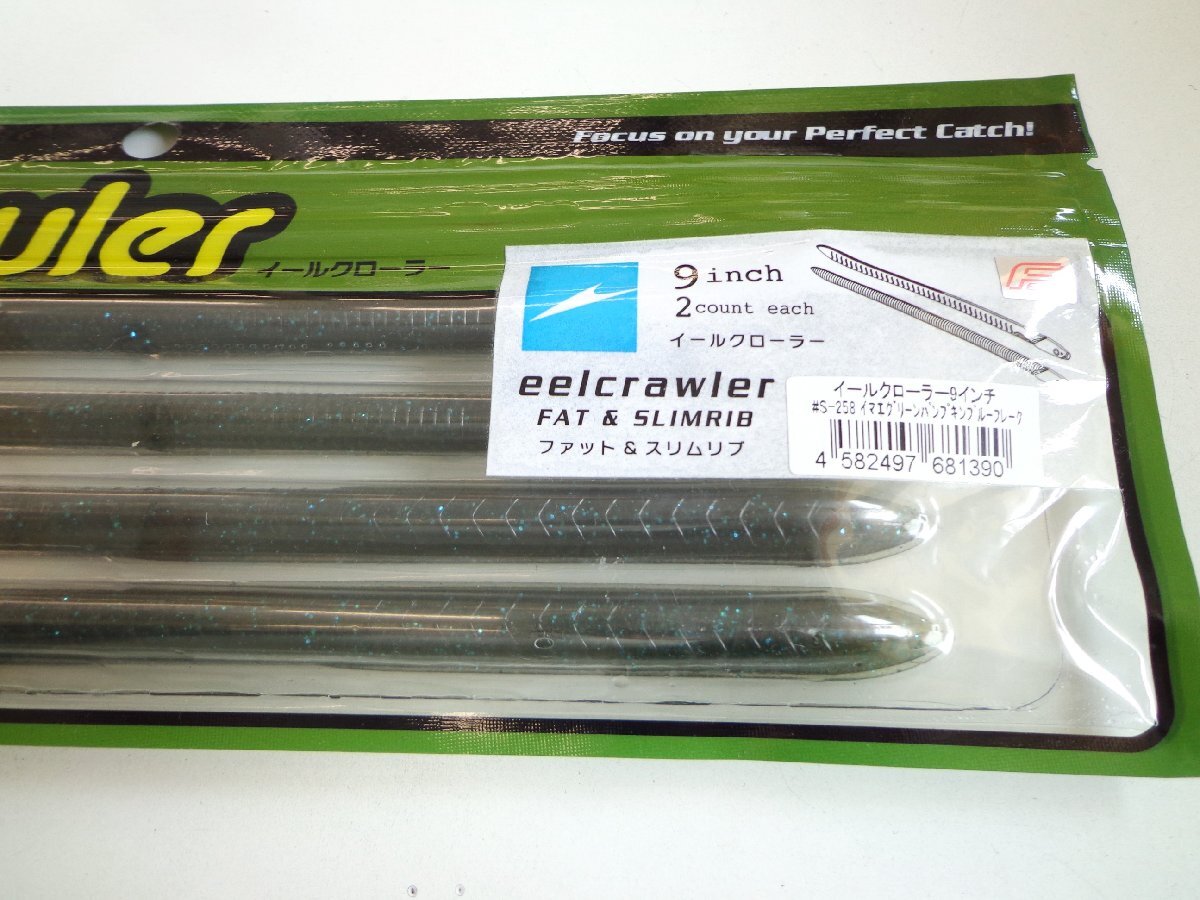 Focus on your Perfect Catch!
wler
イールクローラー
9 inch
2 count each
イールクローラー
eelcrawler
FAT & SLIMRIB
ファット & スリムリブ
イールクローラー9インチ
#S-258 イマエグリーンパンプキンブルーフレーク
4 582497 681390